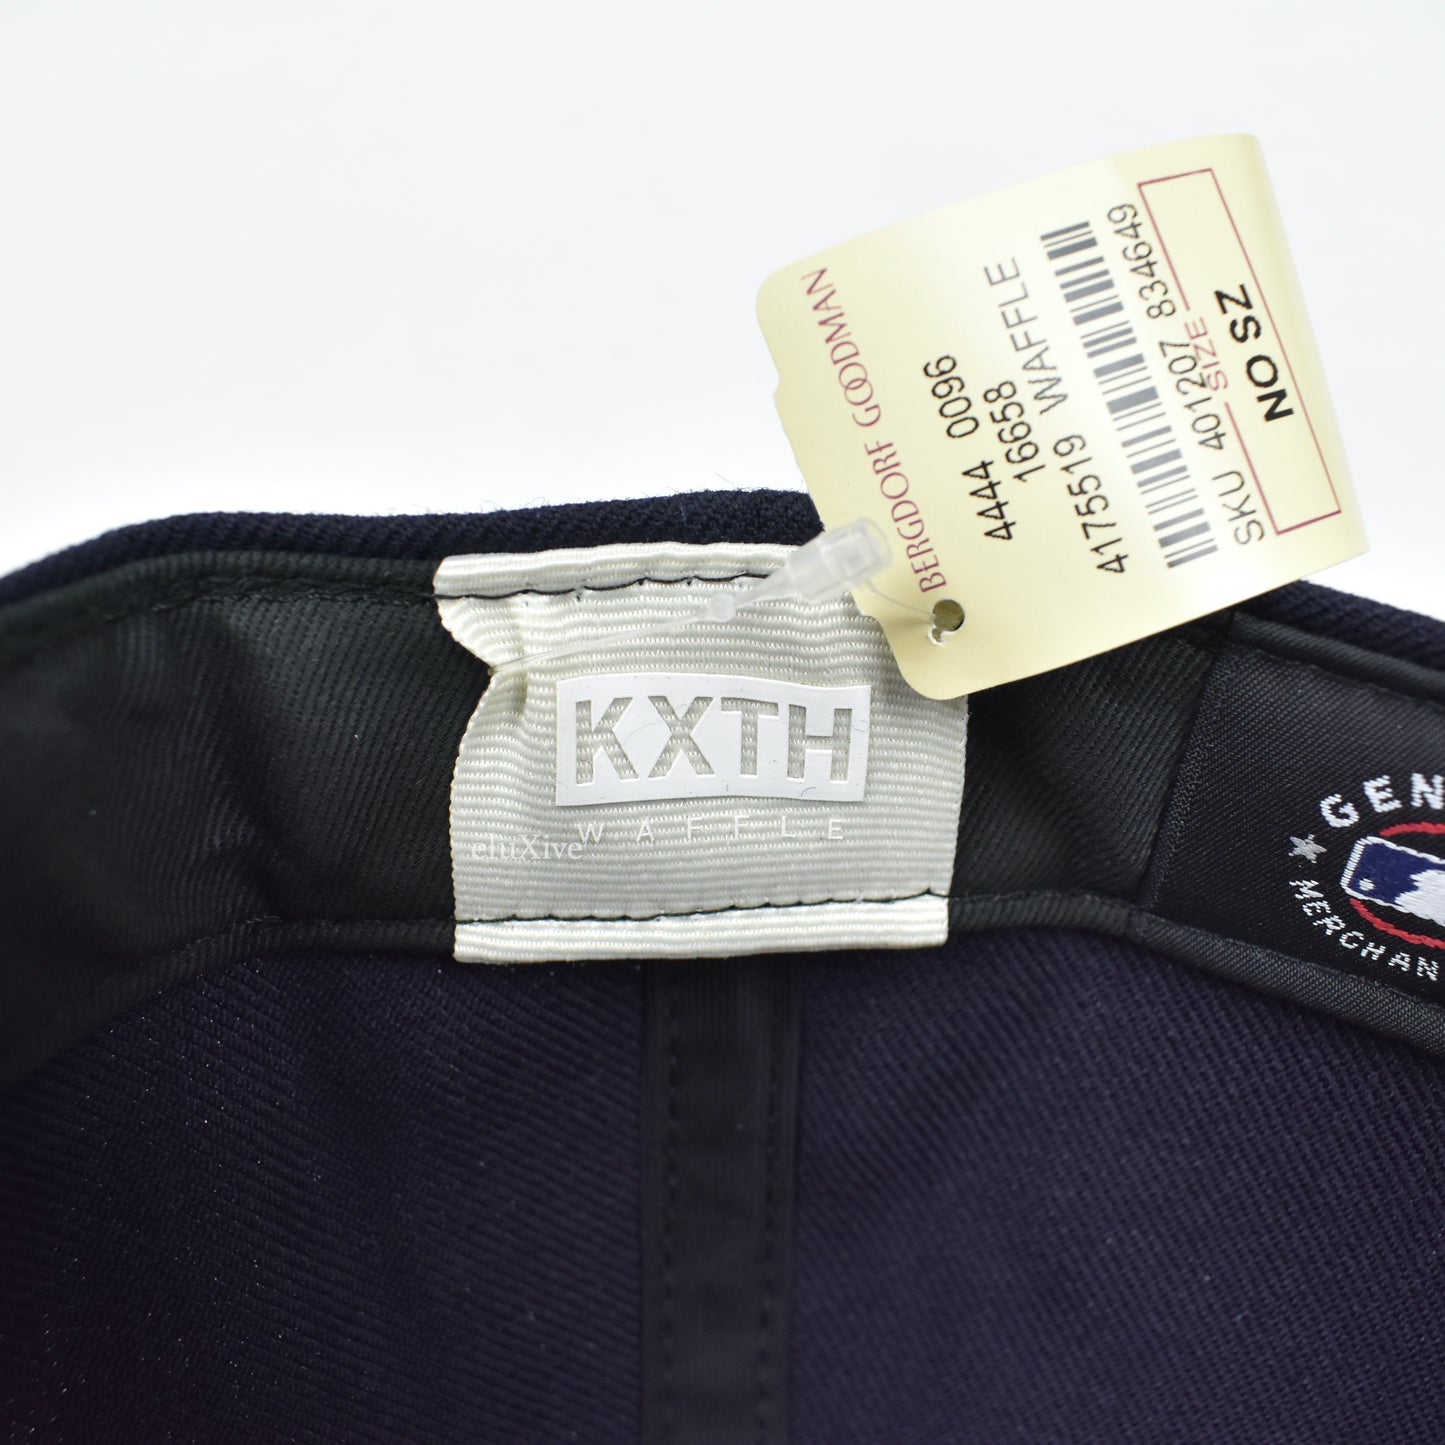 BERGDORF GOODMAN
4444 0096
16658
4175519 WAFFLE
SKU 401207 834649
SIZE
NO SZ
KXTH
WAFFLE
eluXive
GEN
MERCHAN